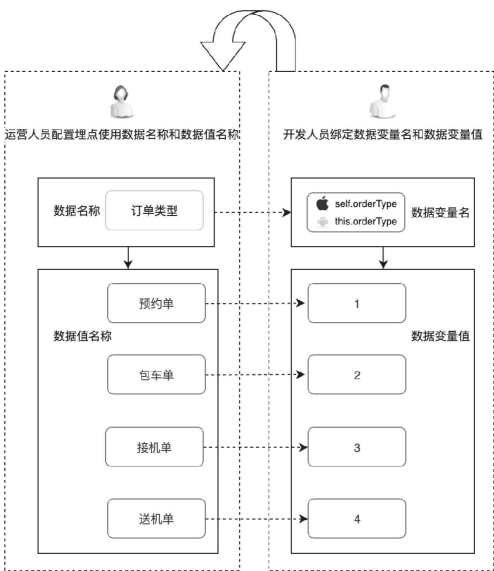 运营人员配置埋点使用数据名称和数据值名称
开发人员绑定数据变量名和数据变量值
数据名称
订单类型
self.orderType
this.orderType
数据变量名
预约单
1
数据值名称
数据变量值
包车单
2
接机单
3
送机单
4